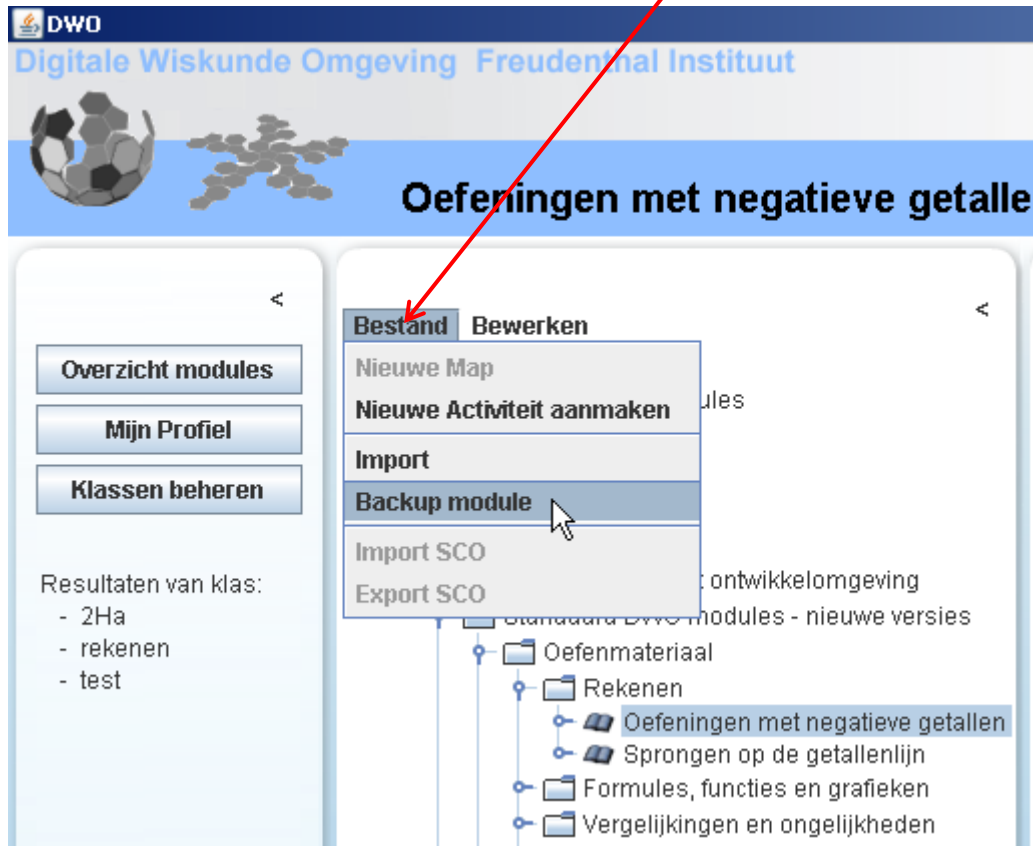 DWO
Digitale Wiskunde Omgeving Freudenthal Instituut
Oefeningen met negatieve getalle
<
Overzicht modules
Mijn Profiel
Klassen beheren
Resultaten van klas:
- 2Ha
- rekenen
- test
<
Bestand Bewerken
Nieuwe Map
Nieuwe Activiteit aanmaken
ules
Import
Backup module
Import SCO
Export SCO
ontwikkelomgeving
Standaard DWO modules - nieuwe versies
Oefenmateriaal
Rekenen
Oefeningen met negatieve getallen
Sprongen op de getallenlijn
Formules, functies en grafieken
Vergelijkingen en ongelijkheden